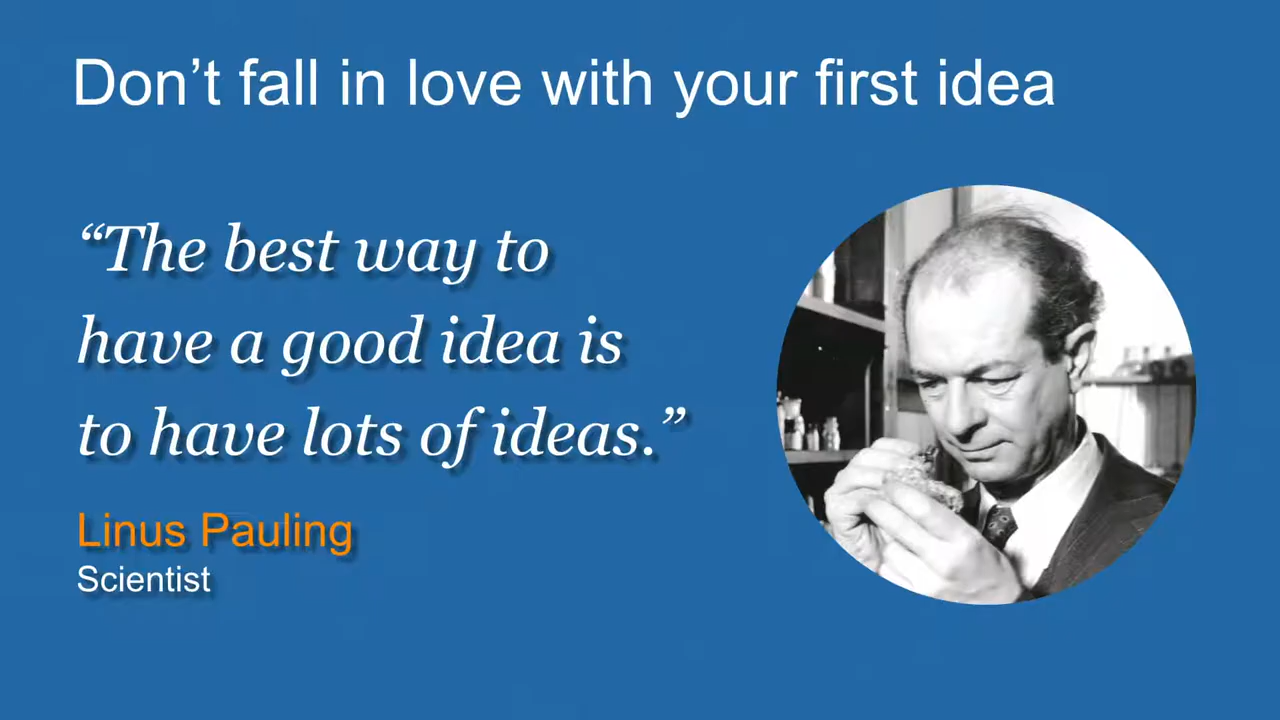 Don’t fall in love with your first idea
“The best way to
have a good idea is
to have lots of ideas.”
Linus Pauling
Scientist